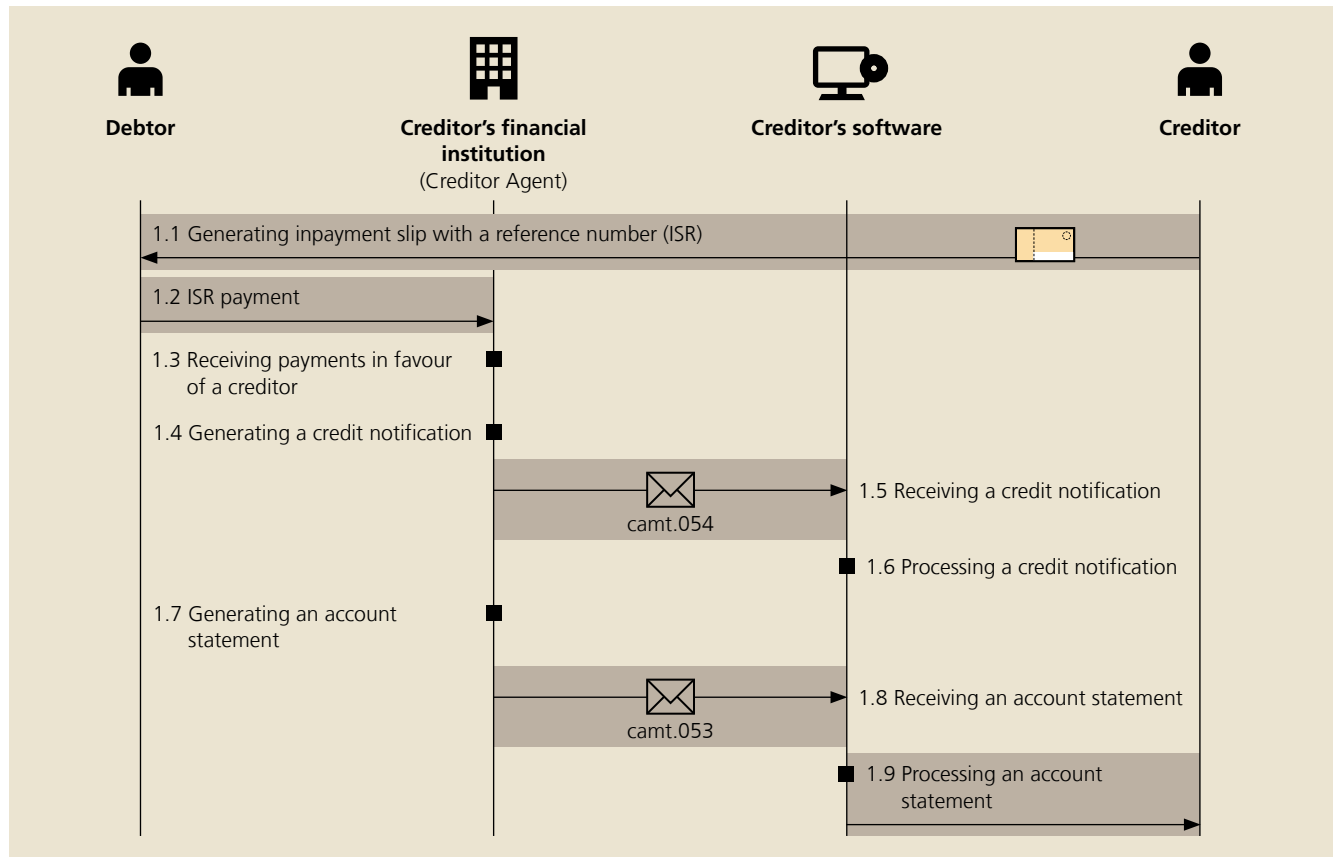 Debtor
Creditor's financial
institution
(Creditor Agent)
Creditor's software
Creditor
1.1 Generating inpayment slip with a reference number (ISR)
1.2 ISR payment
1.3 Receiving payments in favour
of a creditor
1.4 Generating a credit notification
camt.054
1.5 Receiving a credit notification
1.6 Processing a credit notification
1.7 Generating an account
statement
camt.053
1.8 Receiving an account statement
1.9 Processing an account
statement